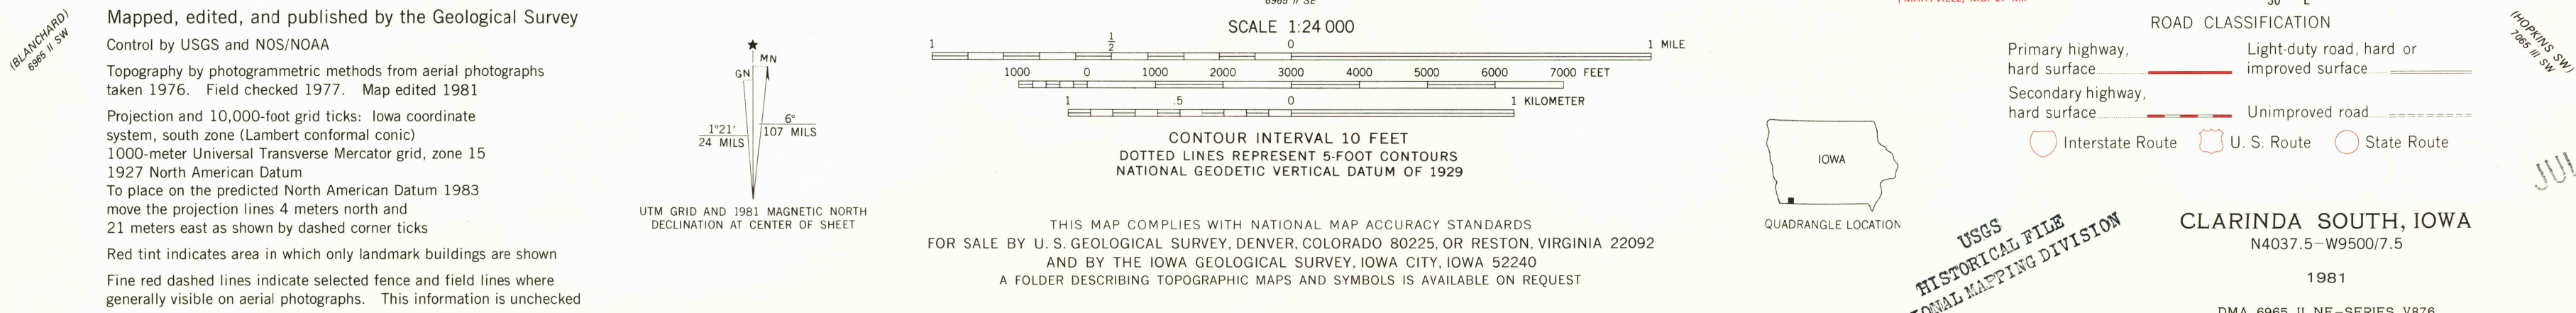 (BLANCHARD)
6965 II SW
Mapped, edited, and published by the Geological Survey
Control by USGS and NOS/NOAA
Topography by photogrammetric methods from aerial photographs
taken 1976. Field checked 1977. Map edited 1981
Projection and 10,000-foot grid ticks: Iowa coordinate
system, south zone (Lambert conformal conic)
1000-meter Universal Transverse Mercator grid, zone 15
1927 North American Datum
To place on the predicted North American Datum 1983
move the projection lines 4 meters north and
21 meters east as shown by dashed corner ticks
Red tint indicates area in which only landmark buildings are shown
Fine red dashed lines indicate selected fence and field lines where
generally visible on aerial photographs. This information is unchecked
★
MN
GN
1°21′
24 MILS
6°
107 MILS
UTM GRID AND 1981 MAGNETIC NORTH
DECLINATION AT CENTER OF SHEET
6965 II SE
SCALE 1:24 000
1 ½ 0 1 MILE
1000 0 1000 2000 3000 4000 5000 6000 7000 FEET
1 .5 0 1 KILOMETER
CONTOUR INTERVAL 10 FEET
DOTTED LINES REPRESENT 5-FOOT CONTOURS
NATIONAL GEODETIC VERTICAL DATUM OF 1929
THIS MAP COMPLIES WITH NATIONAL MAP ACCURACY STANDARDS
FOR SALE BY U. S. GEOLOGICAL SURVEY, DENVER, COLORADO 80225, OR RESTON, VIRGINIA 22092
AND BY THE IOWA GEOLOGICAL SURVEY, IOWA CITY, IOWA 52240
A FOLDER DESCRIBING TOPOGRAPHIC MAPS AND SYMBOLS IS AVAILABLE ON REQUEST
IOWA
QUADRANGLE LOCATION
ROAD CLASSIFICATION
Primary highway,
hard surface
Light-duty road, hard or
improved surface
Secondary highway,
hard surface
Unimproved road
Interstate Route
U. S. Route
State Route
(HOPKINS SW)
7065 III SW
USGS
HISTORICAL FILE
ONAL MAPPING DIVISION
CLARINDA SOUTH, IOWA
N4037.5–W9500/7.5
1981
DMA 6965 II NE–SERIES V876